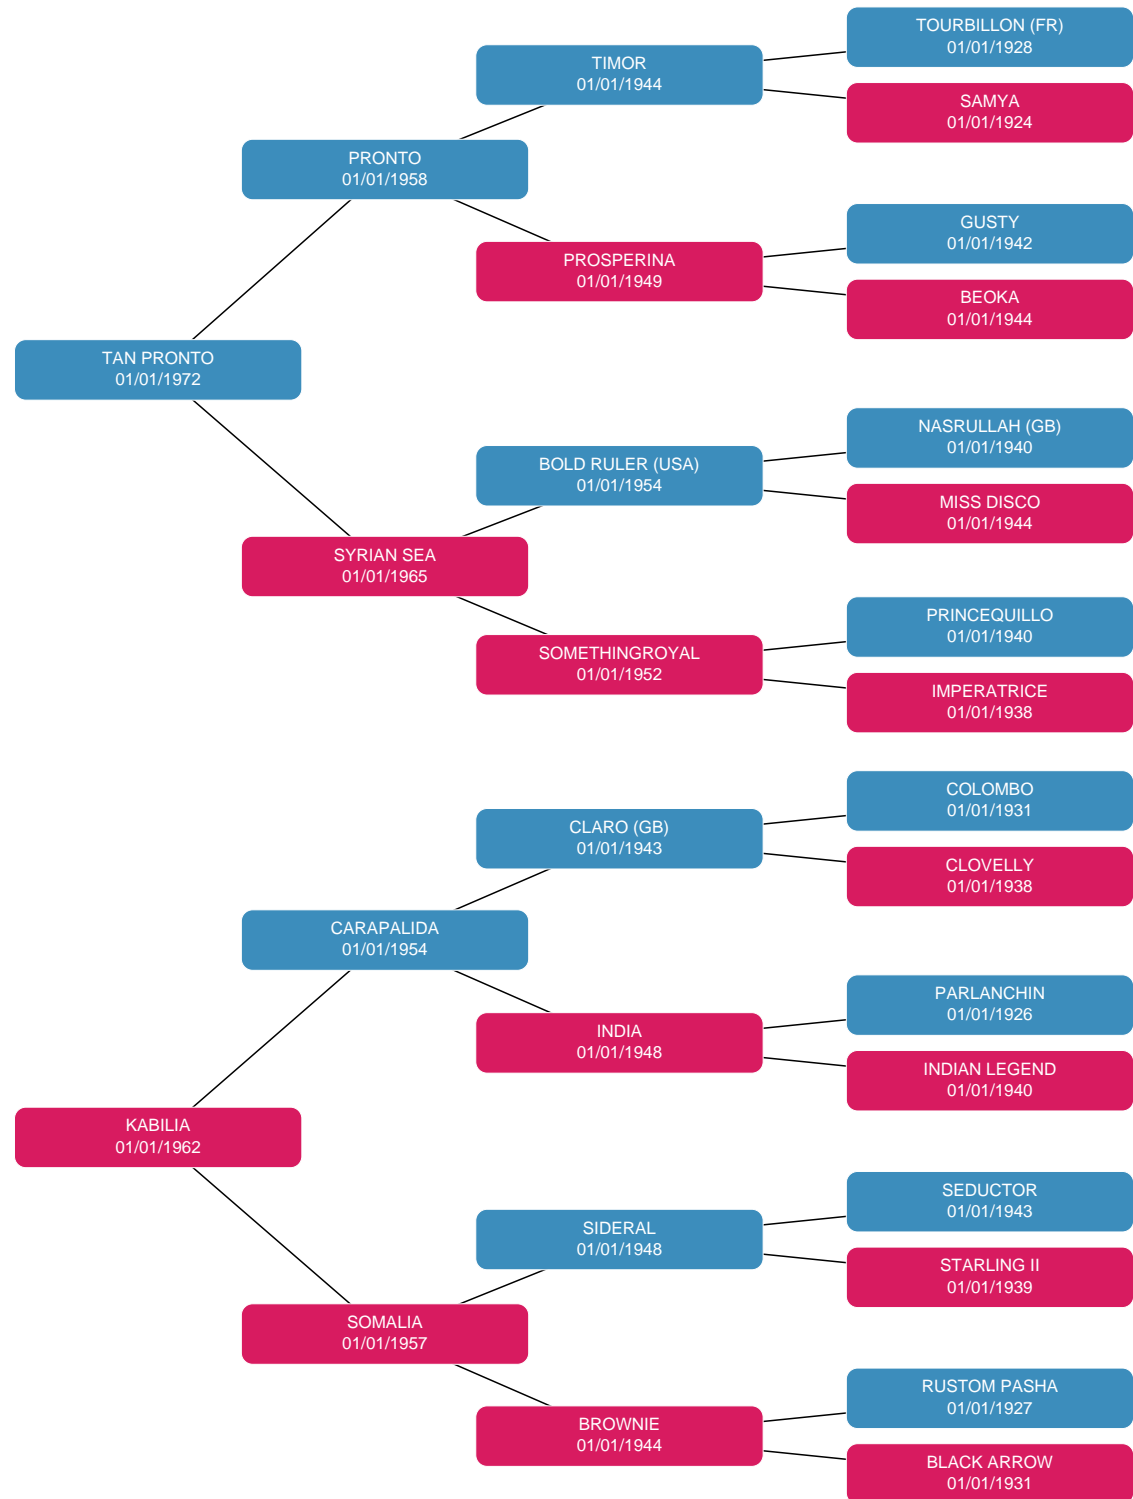 TOURBILLON (FR)
01/01/1928
TIMOR
01/01/1944
SAMYA
01/01/1924
PRONTO
01/01/1958
GUSTY
01/01/1942
PROSPERINA
01/01/1949
BEOKA
01/01/1944
TAN PRONTO
01/01/1972
NASRULLAH (GB)
01/01/1940
BOLD RULER (USA)
01/01/1954
MISS DISCO
01/01/1944
SYRIAN SEA
01/01/1965
PRINCEQUILLO
01/01/1940
SOMETHINGROYAL
01/01/1952
IMPERATRICE
01/01/1938
COLOMBO
01/01/1931
CLARO (GB)
01/01/1943
CLOVELLY
01/01/1938
CARAPALIDA
01/01/1954
PARLANCHIN
01/01/1926
INDIA
01/01/1948
INDIAN LEGEND
01/01/1940
KABILIA
01/01/1962
SEDUCTOR
01/01/1943
SIDERAL
01/01/1948
STARLING II
01/01/1939
SOMALIA
01/01/1957
RUSTOM PASHA
01/01/1927
BROWNIE
01/01/1944
BLACK ARROW
01/01/1931